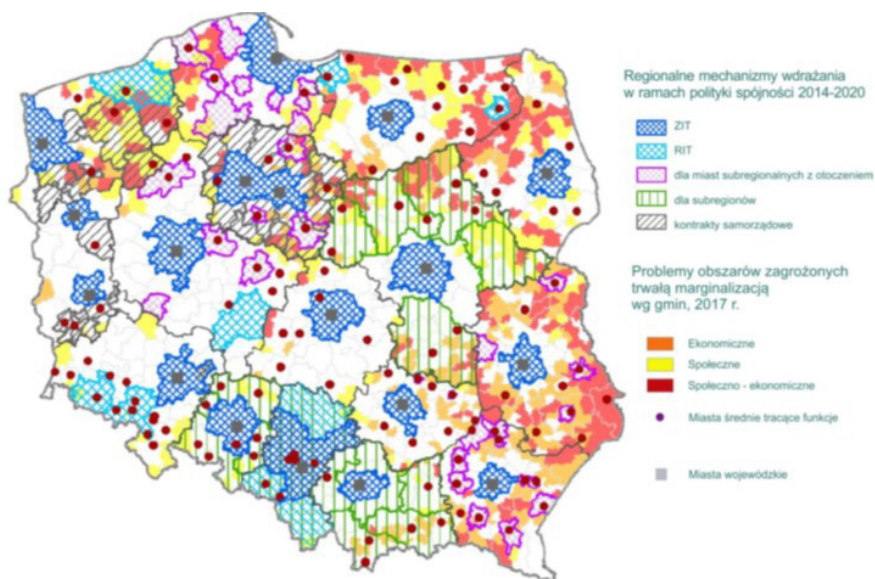 Regionalne mechanizmy wdrażania
w ramach polityki spójności 2014-2020
ZIT
RIT
dla miast subregionalnych z otoczeniem
dla subregionów
kontrakty samorządowe
Problemy obszarów zagrożonych
trwałą marginalizacją
wg gmin, 2017 r.
Ekonomiczne
Społeczne
Społeczno - ekonomiczne
Miasta średnie tracące funkcje
Miasta wojewódzkie